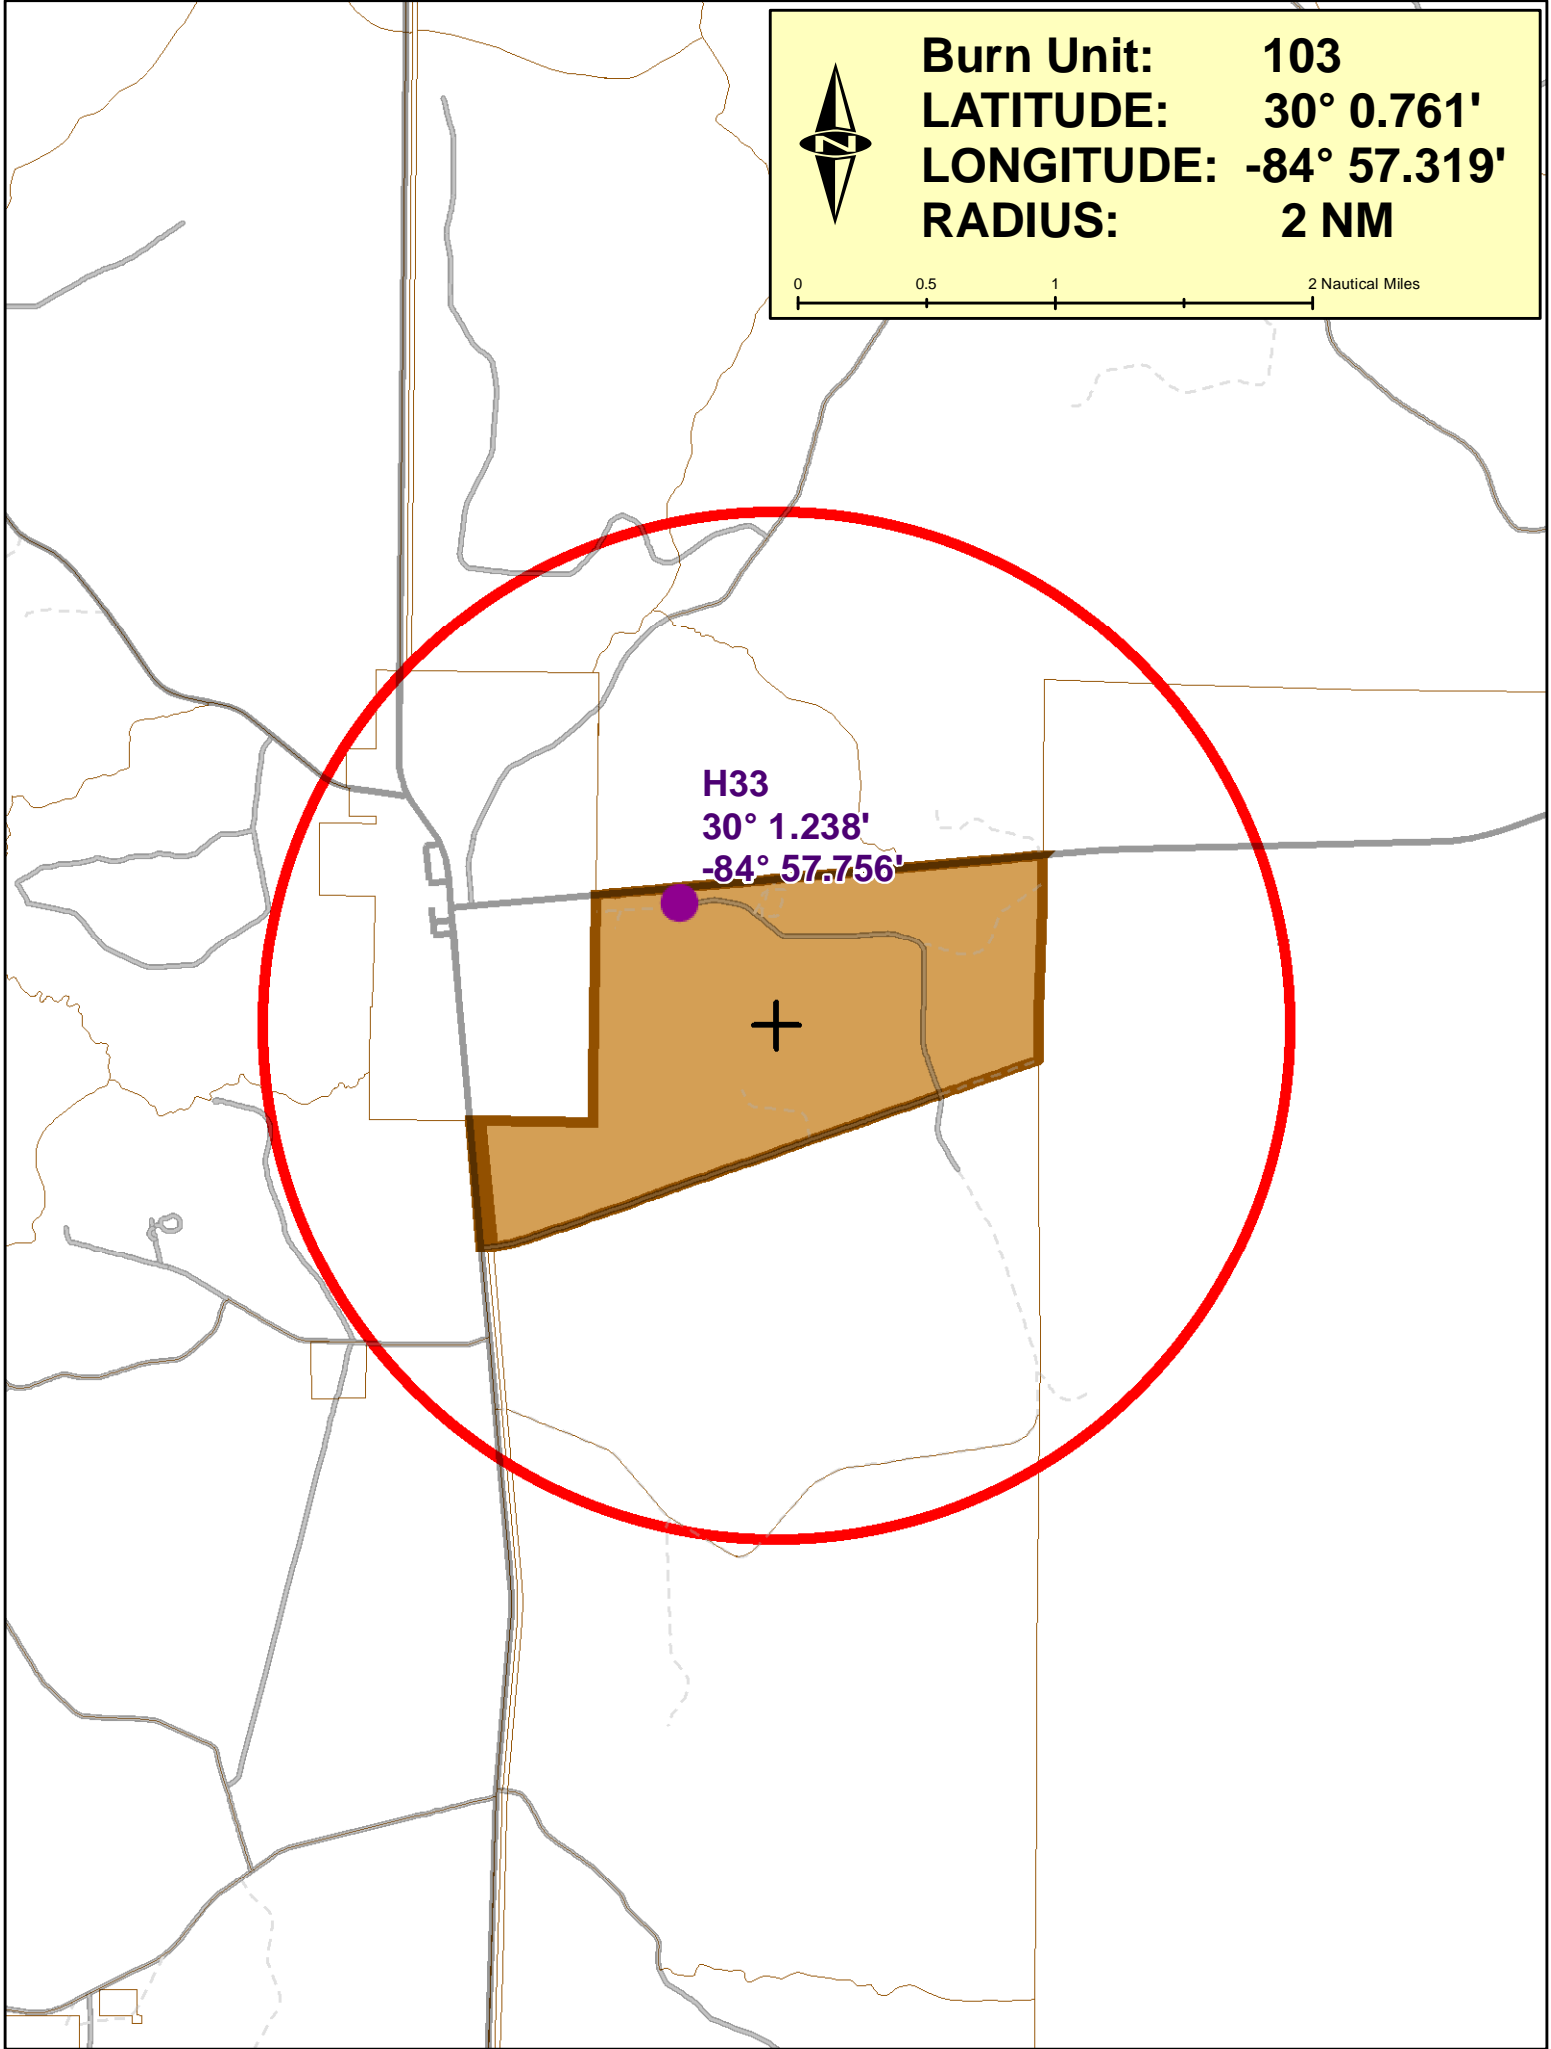 Burn Unit: 103
LATITUDE: 30° 0.761'
LONGITUDE: -84° 57.319'
RADIUS: 2 NM
N
0 0.5 1 2 Nautical Miles
H33
30° 1.238'
-84° 57.756'